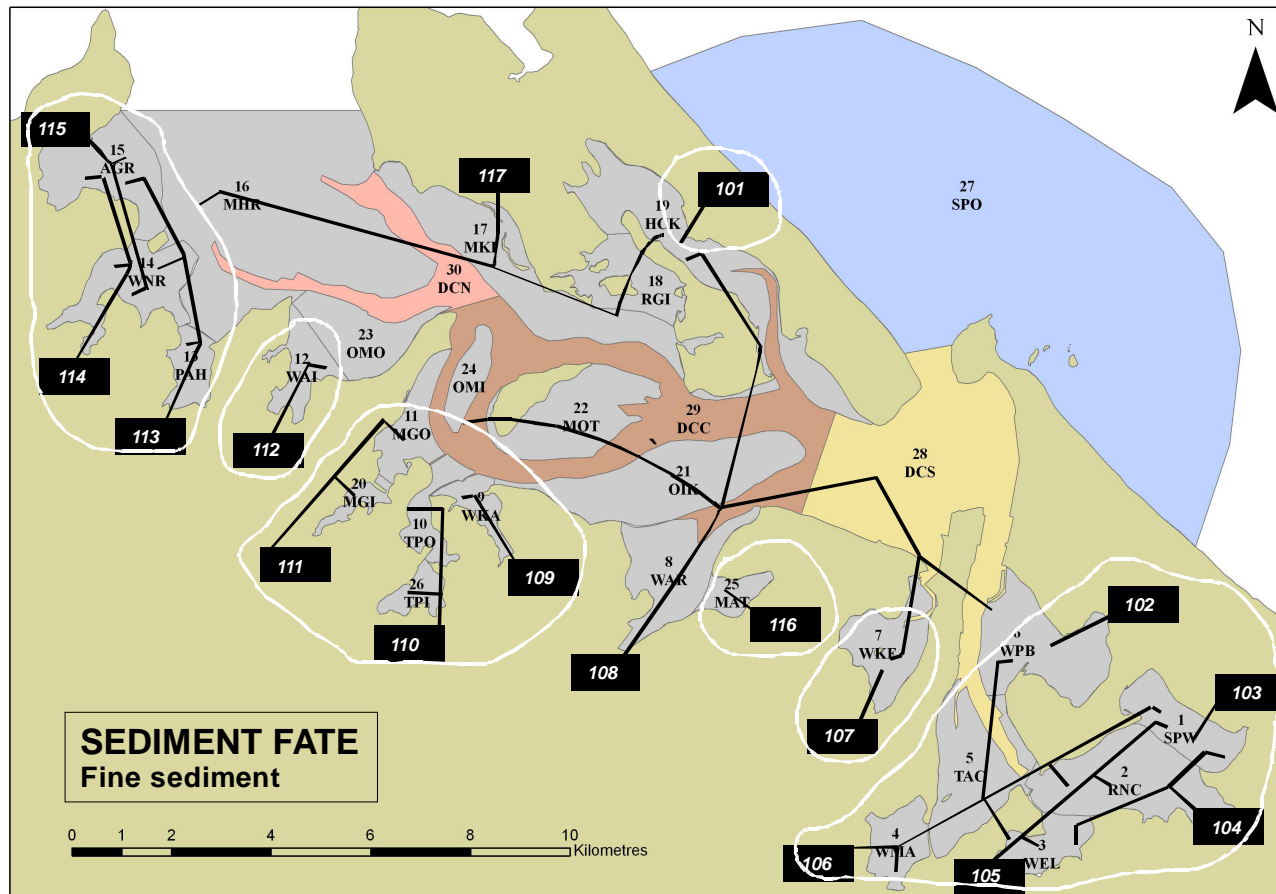 N
115
15
AGR
16
MHR
117
101
19
HCK
27
SPO
17
MKI
18
RGI
30
DCN
14
WNR
23
OMO
13
PAH
114
113
12
WAI
112
24
OMI
11
MGO
22
MOT
29
DCC
28
DCS
21
OIK
20
MGI
9
WKA
10
TPO
111
109
26
TPI
110
8
WAR
25
MAT
116
108
7
WKE
6
WPB
102
103
1
SPW
107
5
TAC
2
RNC
104
4
WMA
3
WEL
106
105
SEDIMENT FATE
Fine sediment
0 1 2 4 6 8 10
Kilometres